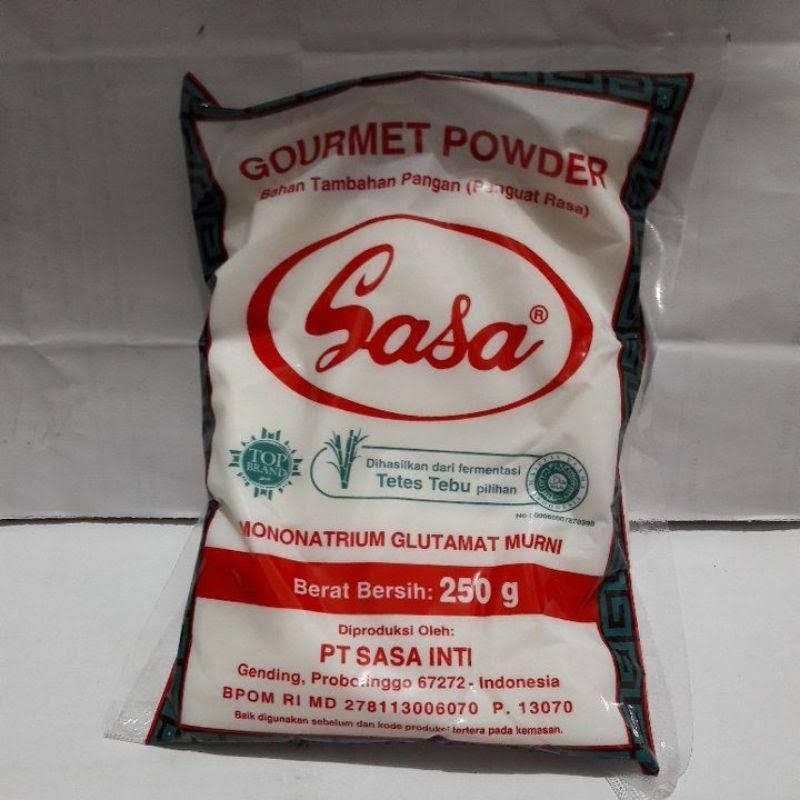 GOURMET POWDER
Bahan Tambahan Pangan (Penguat Rasa)
Sasa ®
TOP
BRAND
Dihasilkan dari fermentasi
Tetes Tebu pilihan
MONONATRIUM GLUTAMAT MURNI
Berat Bersih: 250 g
Diproduksi Oleh:
PT SASA INTI
Gending, Probolinggo 67272 - Indonesia
BPOM RI MD 278113006070 P. 13070
Baik digunakan sebelum dan kode produksi tertera pada kemasan.